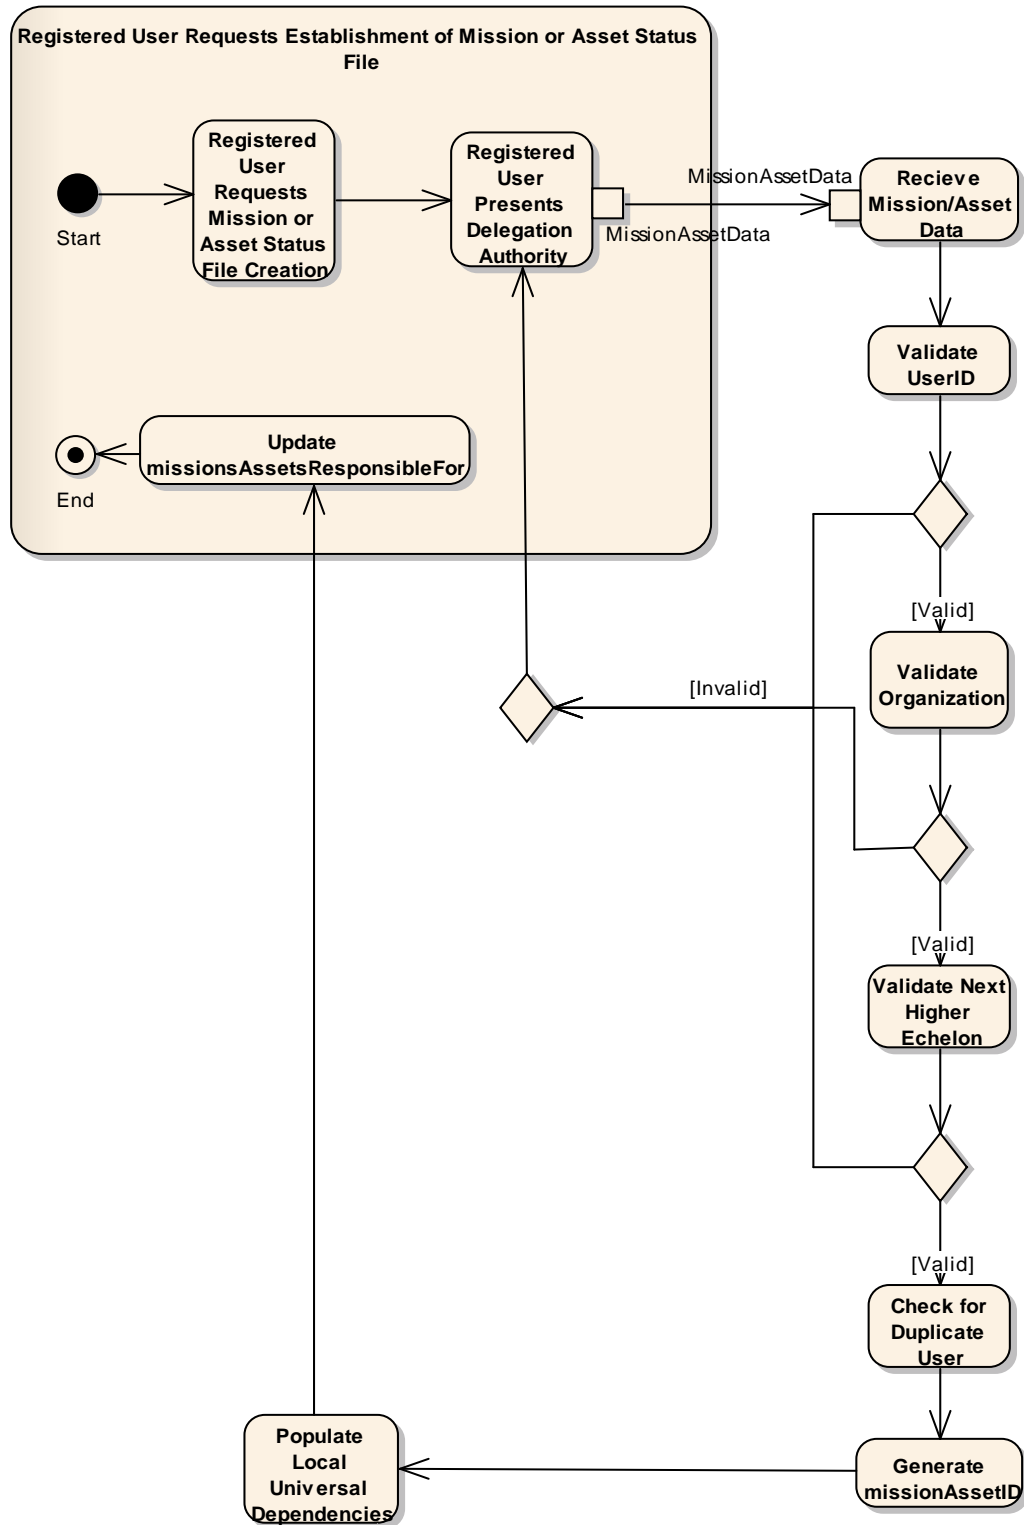 Registered User Requests Establishment of Mission or Asset Status
File
Registered
User
Requests
Mission or
Asset Status
File Creation
Registered
User
Presents
Delegation
Authority
MissionAssetData
MissionAssetData
Recieve
Mission/Asset
Data
Start
Validate
UserID
Update
missionsAssetsResponsibleFor
End
[Valid]
Validate
Organization
[Invalid]
[Valid]
Validate Next
Higher
Echelon
[Valid]
Check for
Duplicate
User
Populate
Local
Universal
Dependencies
Generate
missionAssetID